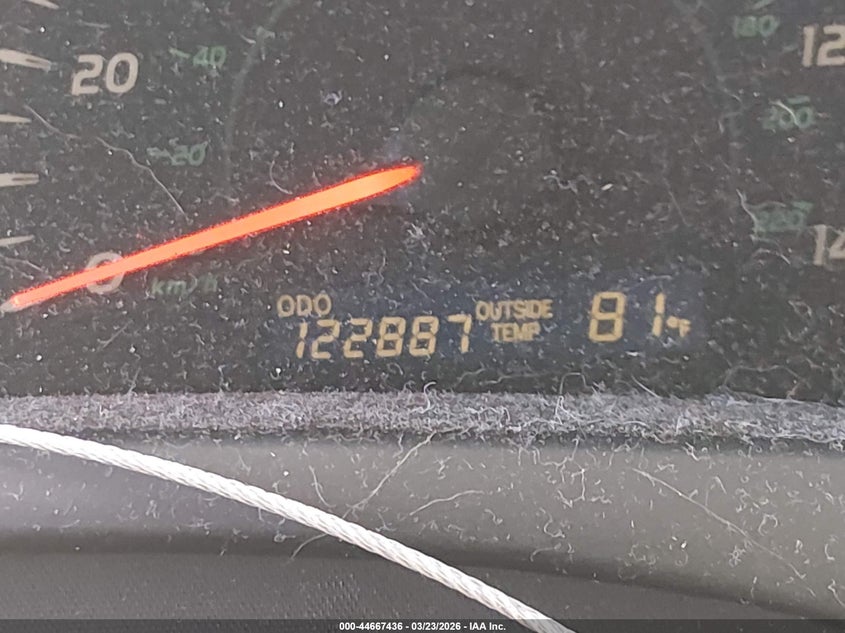 20 40 180 12
20 200
0 km/h 220 14
ODO OUTSIDE TEMP 81°F
122887
000-44667436 - 03/23/2026 - IAA Inc.